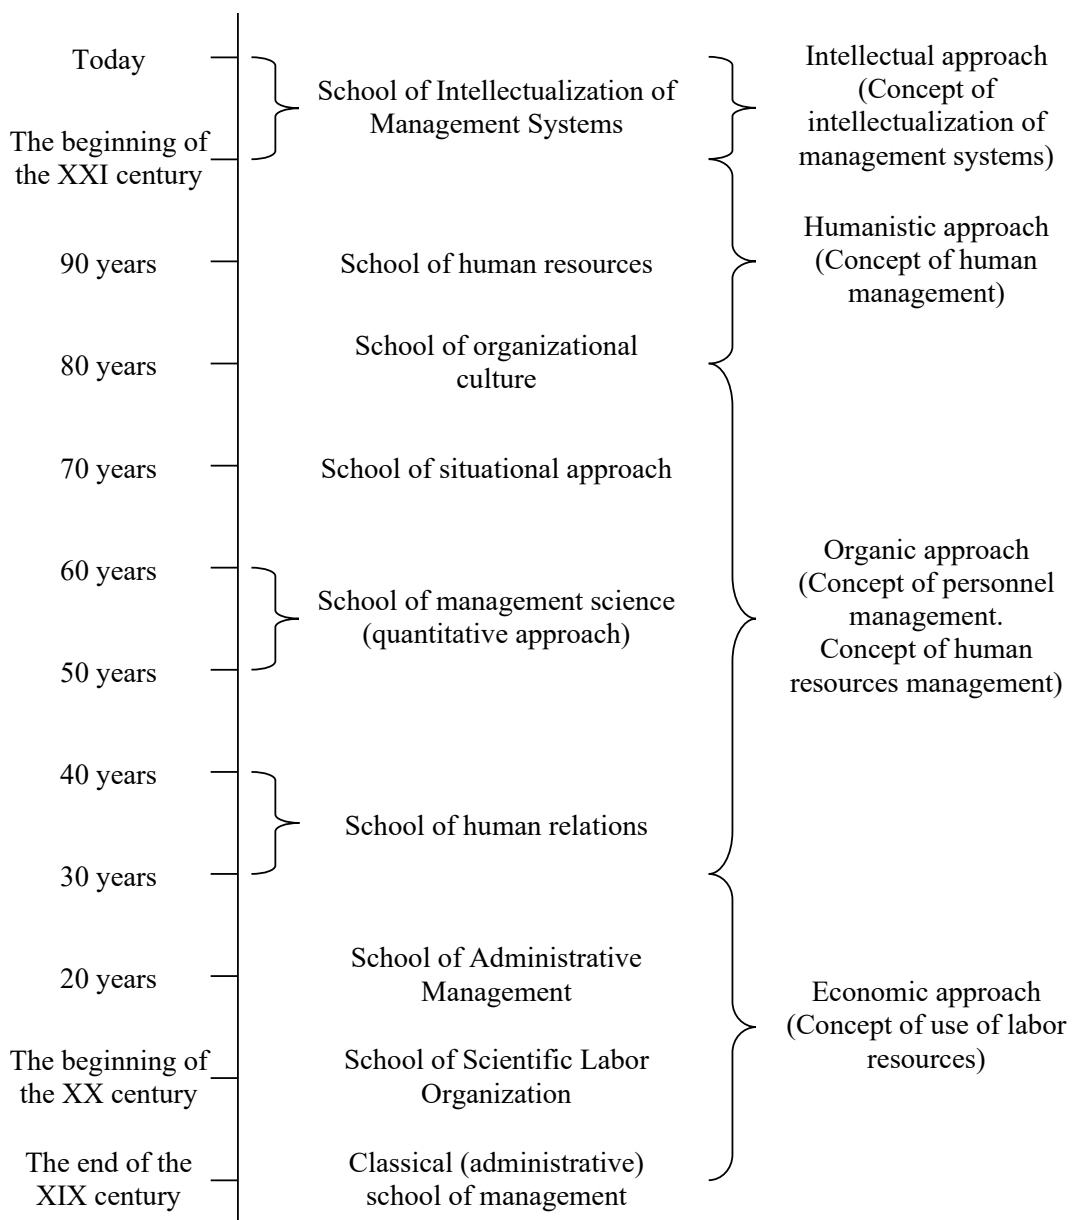 Today
School of Intellectualization of
Management Systems
Intellectual approach
(Concept of
intellectualization of
management systems)
The beginning of
the XXI century
Humanistic approach
(Concept of human
management)
90 years
School of human resources
80 years
School of organizational
culture
70 years
School of situational approach
60 years
School of management science
(quantitative approach)
Organic approach
(Concept of personnel
management.
Concept of human
resources management)
50 years
40 years
School of human relations
30 years
20 years
School of Administrative
Management
Economic approach
(Concept of use of labor
resources)
The beginning of
the XX century
School of Scientific Labor
Organization
The end of the
XIX century
Classical (administrative)
school of management